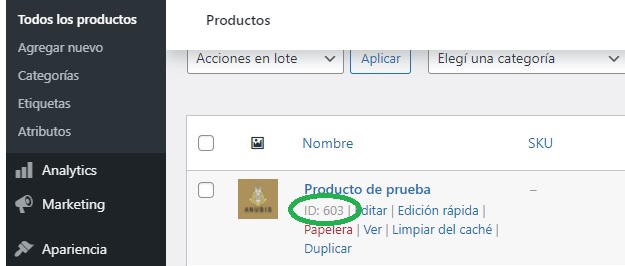 Todos los productos
Agregar nuevo
Categorías
Etiquetas
Atributos
Analytics
Marketing
Apariencia
Productos
Acciones en lote
Aplicar
Elegí una categoría
Nombre
SKU
ANUBIS
Producto de prueba
–
ID: 603 | Editar | Edición rápida |
Papelera | Ver | Limpiar del caché |
Duplicar